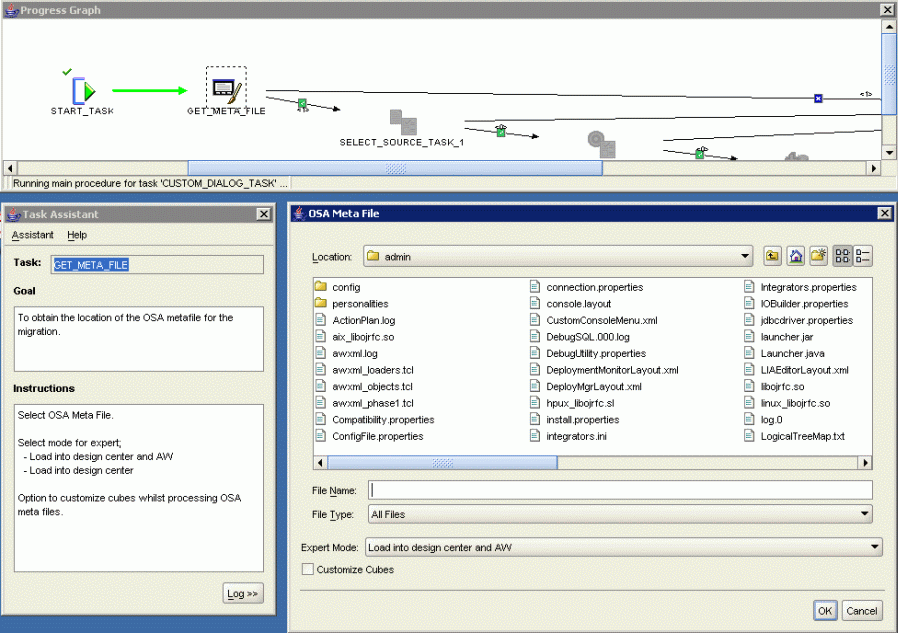 Progress Graph
START_TASK
GET_META_FILE
<1>
<1>
SELECT_SOURCE_TASK_1
Running main procedure for task 'CUSTOM_DIALOG_TASK' ...
Task Assistant
Assistant Help
Task: GET_META_FILE
Goal
To obtain the location of the OSA metafile for the
migration.
Instructions
Select OSA Meta File.
Select mode for expert;
- Load into design center and AW
- Load into design center
Option to customize cubes whilst processing OSA
meta files.
Log >>
OSA Meta File
Location: admin
config
personalities
ActionPlan.log
aix_libojrfc.so
awxml.log
awxml_loaders.tcl
awxml_objects.tcl
awxml_phase1.tcl
Compatibility.properties
ConfigFile.properties
connection.properties
console.layout
CustomConsoleMenu.xml
DebugSQL.000.log
DebugUtility.properties
DeploymentMonitorLayout.xml
DeployMgrLayout.xml
hpux_libojrfc.sl
install.properties
integrators.ini
Integrators.properties
IOBuilder.properties
jdbcdriver.properties
launcher.jar
Launcher.java
LIAEditorLayout.xml
libojrfc.so
linux_libojrfc.so
log.0
LogicalTreeMap.txt
File Name:
File Type: All Files
Expert Mode: Load into design center and AW
Customize Cubes
OK Cancel